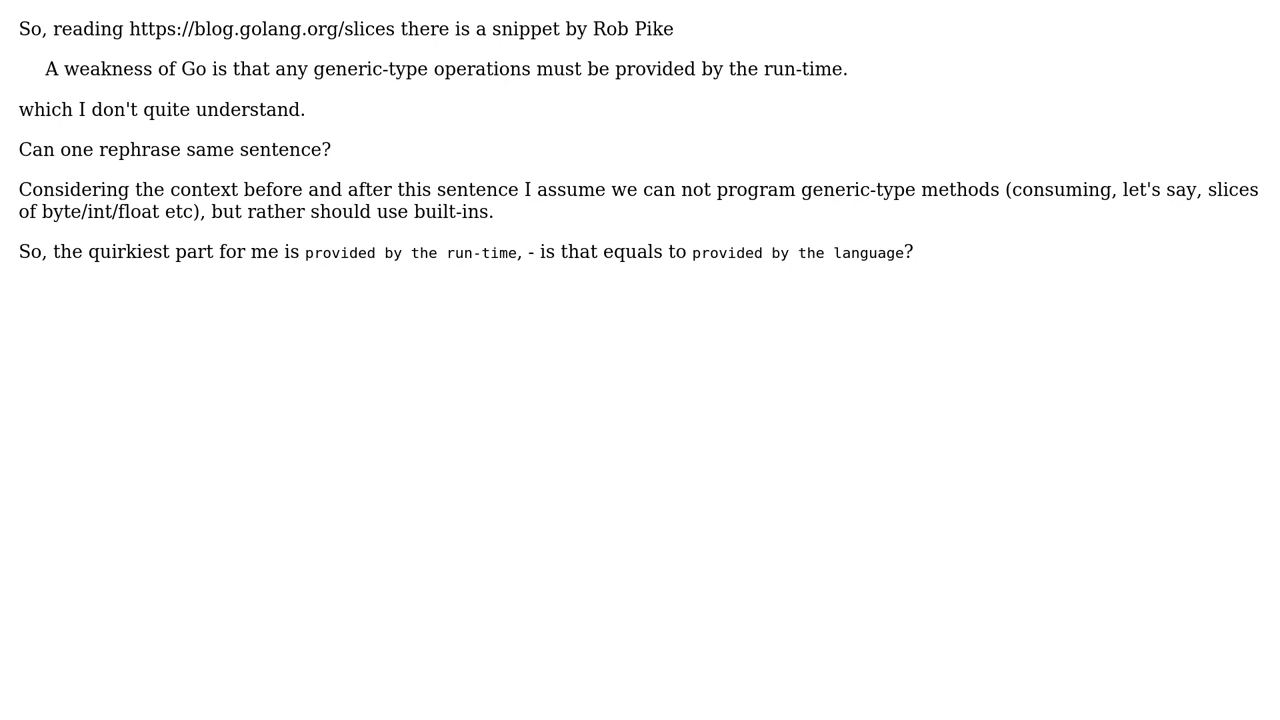 So, reading https://blog.golang.org/slices there is a snippet by Rob Pike
A weakness of Go is that any generic-type operations must be provided by the run-time.
which I don't quite understand.
Can one rephrase same sentence?
Considering the context before and after this sentence I assume we can not program generic-type methods (consuming, let's say, slices
of byte/int/float etc), but rather should use built-ins.
So, the quirkiest part for me is provided by the run-time, - is that equals to provided by the language?